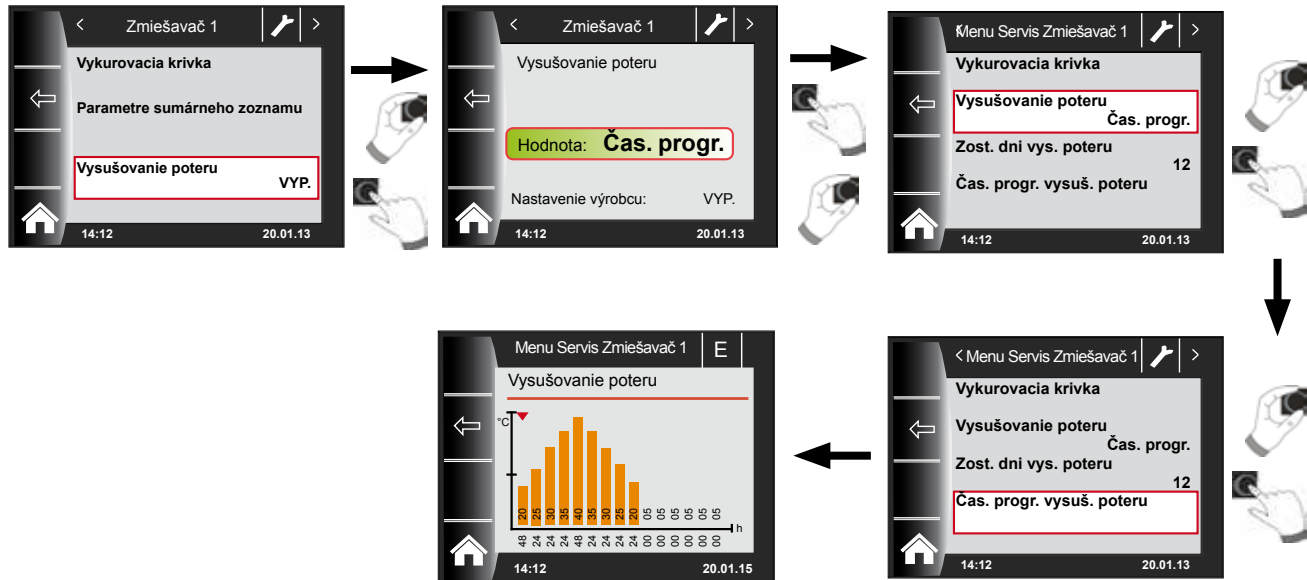 Zmiešavač 1
Vykurovacia krivka
Parametre sumárneho zoznamu
Vysušovanie poteru
VYP.
14:12 20.01.13
Zmiešavač 1
Vysušovanie poteru
Hodnota: Čas. progr.
Nastavenie výrobcu: VYP.
14:12 20.01.13
Menu Servis Zmiešavač 1
Vykurovacia krivka
Vysušovanie poteru
Čas. progr.
Zost. dni vys. poteru
12
Čas. progr. vysuš. poteru
14:12 20.01.13
Menu Servis Zmiešavač 1
Vykurovacia krivka
Vysušovanie poteru
Čas. progr.
Zost. dni vys. poteru
12
Čas. progr. vysuš. poteru
14:12 20.01.13
Menu Servis Zmiešavač 1 E
Vysušovanie poteru
°C
20 25 30 35 40 35 30 25 20 05 05 05 05 05
h
48 24 24 24 48 24 24 24 24 00 00 00 00 00
14:12 20.01.15